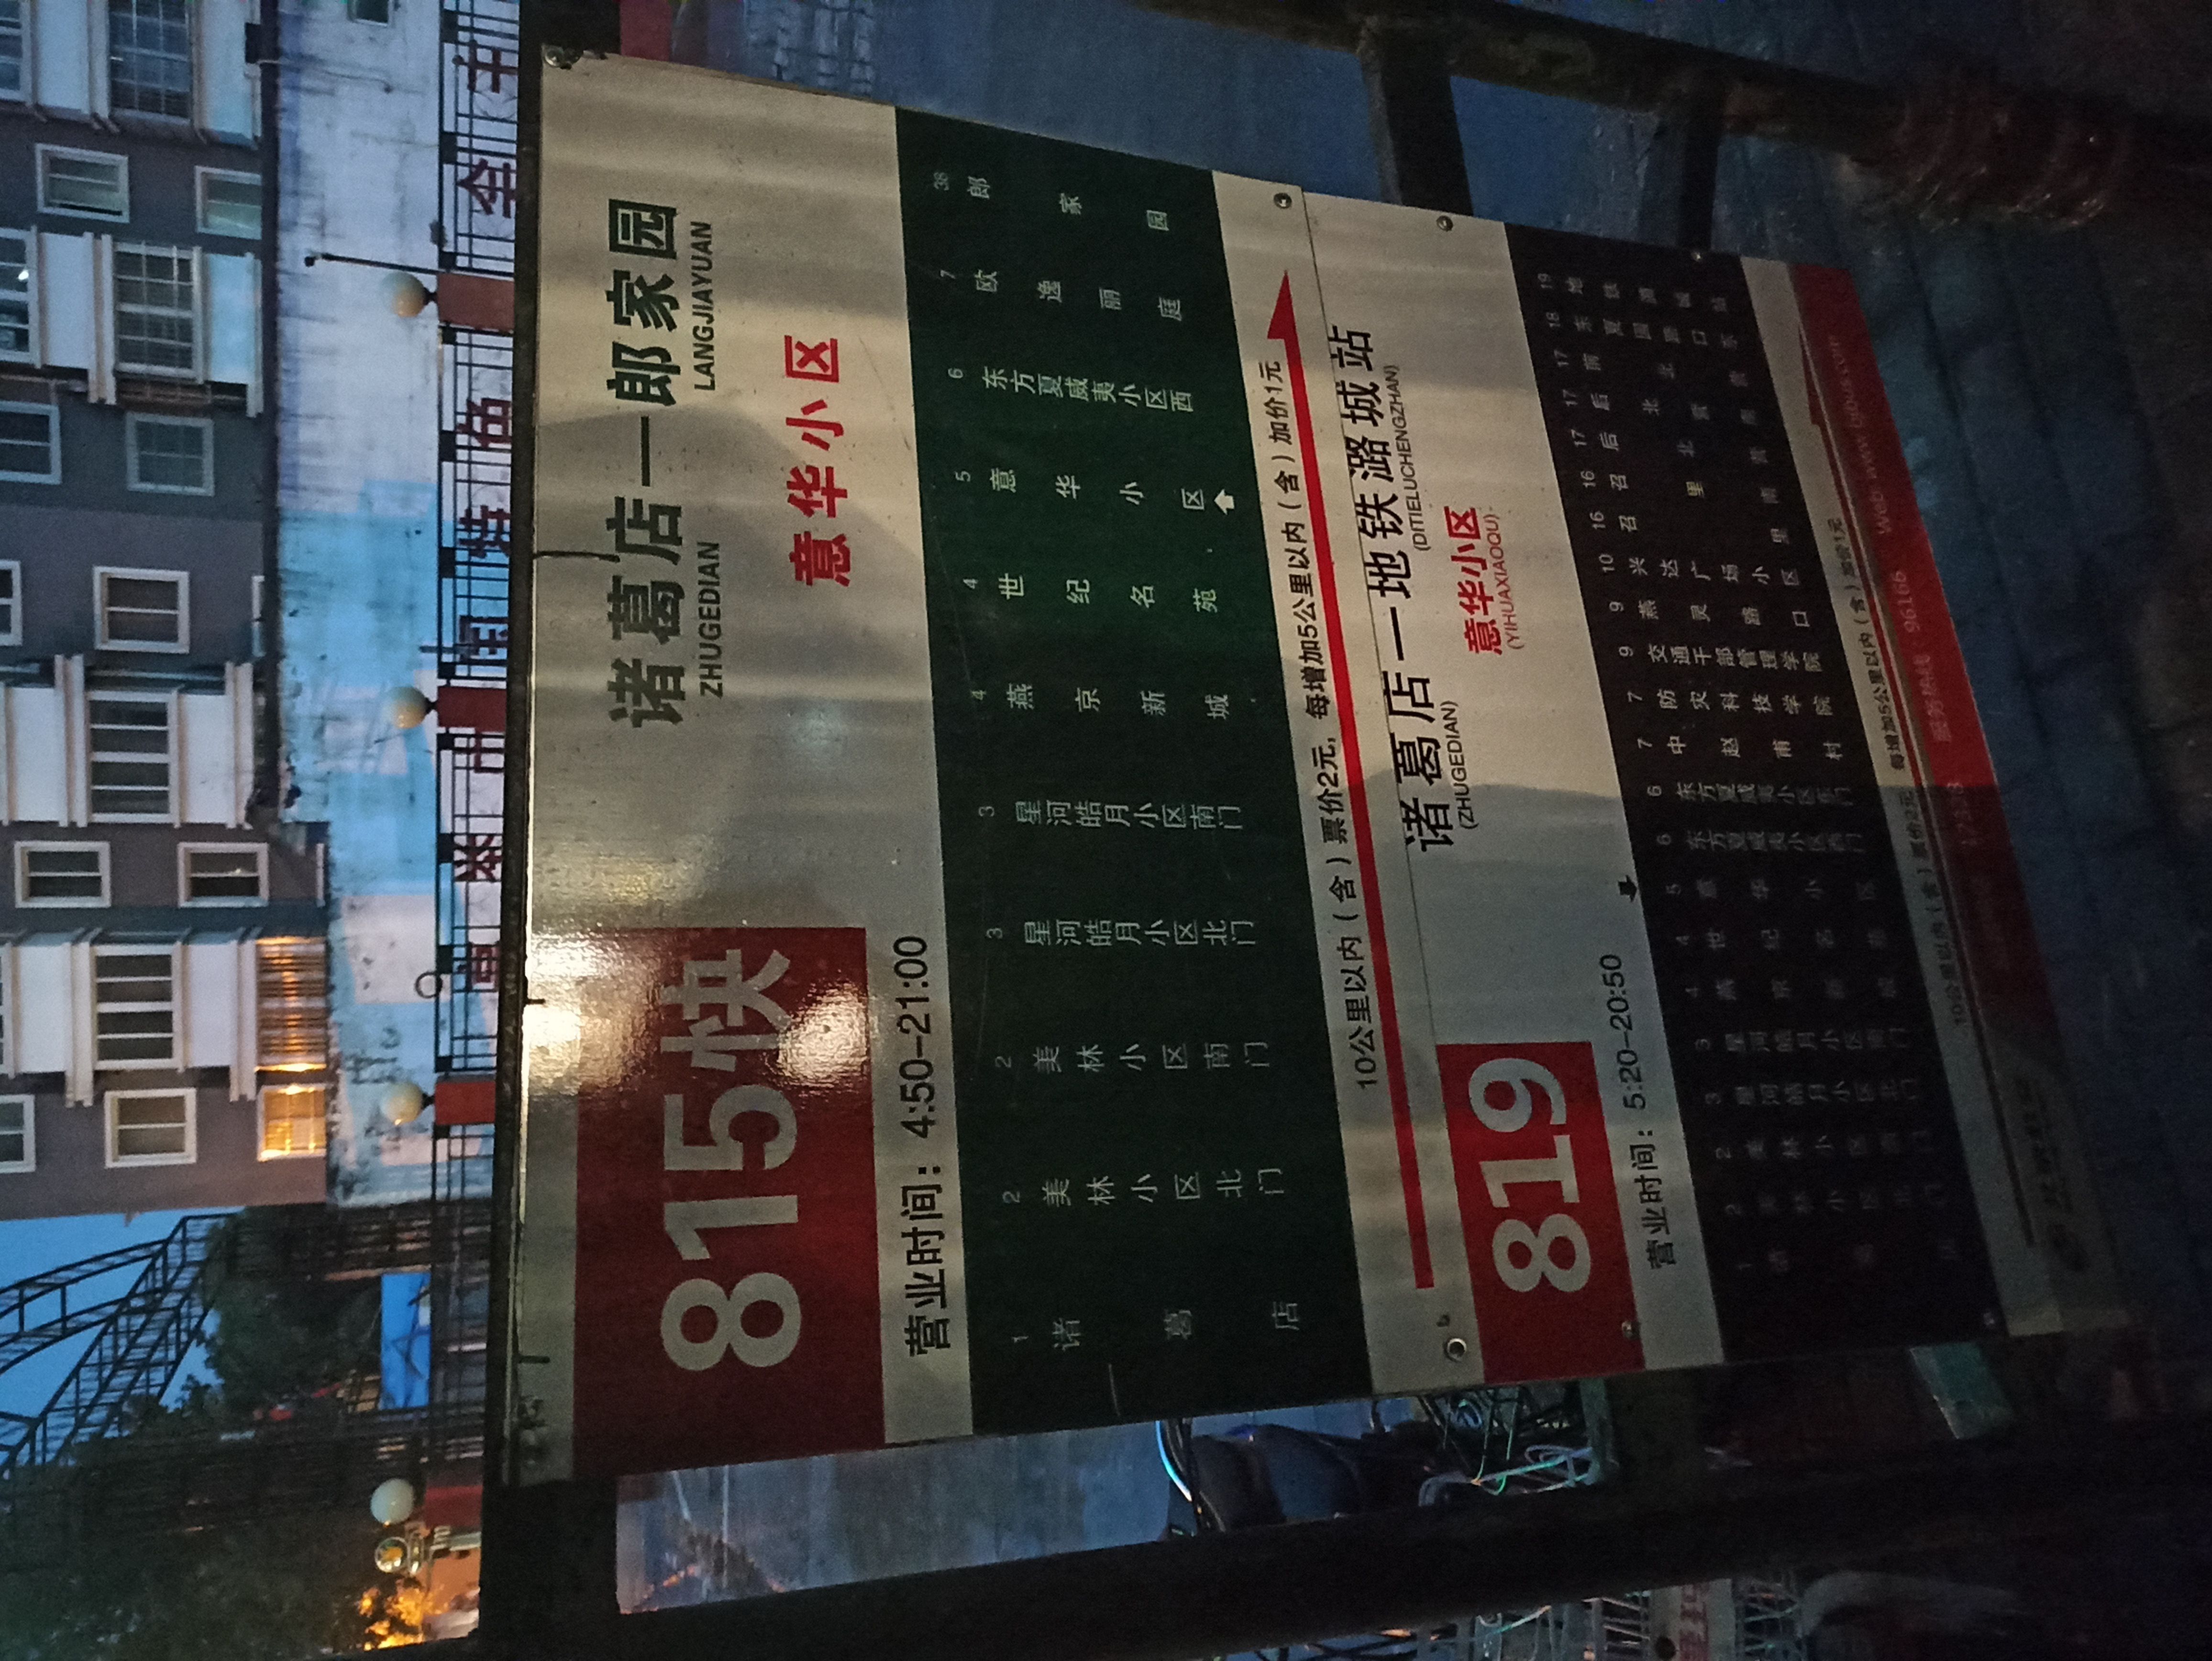 高举中国特色
815快
诸葛店—郎家园
ZHUGEDIAN LANGJIAYUAN
意华小区
营业时间：4:50-21:00
1 诸葛店
2 美林小区北门
2 美林小区南门
3 星河皓月小区北门
3 星河皓月小区南门
4 燕京新城
4 世纪名苑
5 意华小区
6 东方夏威夷小区西
7 欧逸丽庭
38 郎家园
10公里以内（含）票价2元，每增加5公里以内（含）加价1元
诸葛店—地铁潞城站
(ZHUGEDIAN) (DITIELUCHENGZHAN)
意华小区
(YIHUAXIAOQU)
819
营业时间：5:20-20:50
1 诸葛店
2 美林小区北门
2 美林小区南门
3 星河皓月小区北门
3 星河皓月小区南门
4 燕京新城
4 世纪名苑
5 意华小区
6 东方夏威夷小区西门
6 东方夏威夷小区东门
7 中赵甫村
7 防灾科技学院
9 交通干部管理学院
9 燕灵路口
10 兴达广场小区
16 召里
16 召里南
17 后北营
17 后北营南
17 前北营
18 东夏园路口东
19 地铁潞城站
10公里以内（含）票价2元 每增加5公里以内（含）加价1元
服务热线：96166 Web: www.bjbus.com